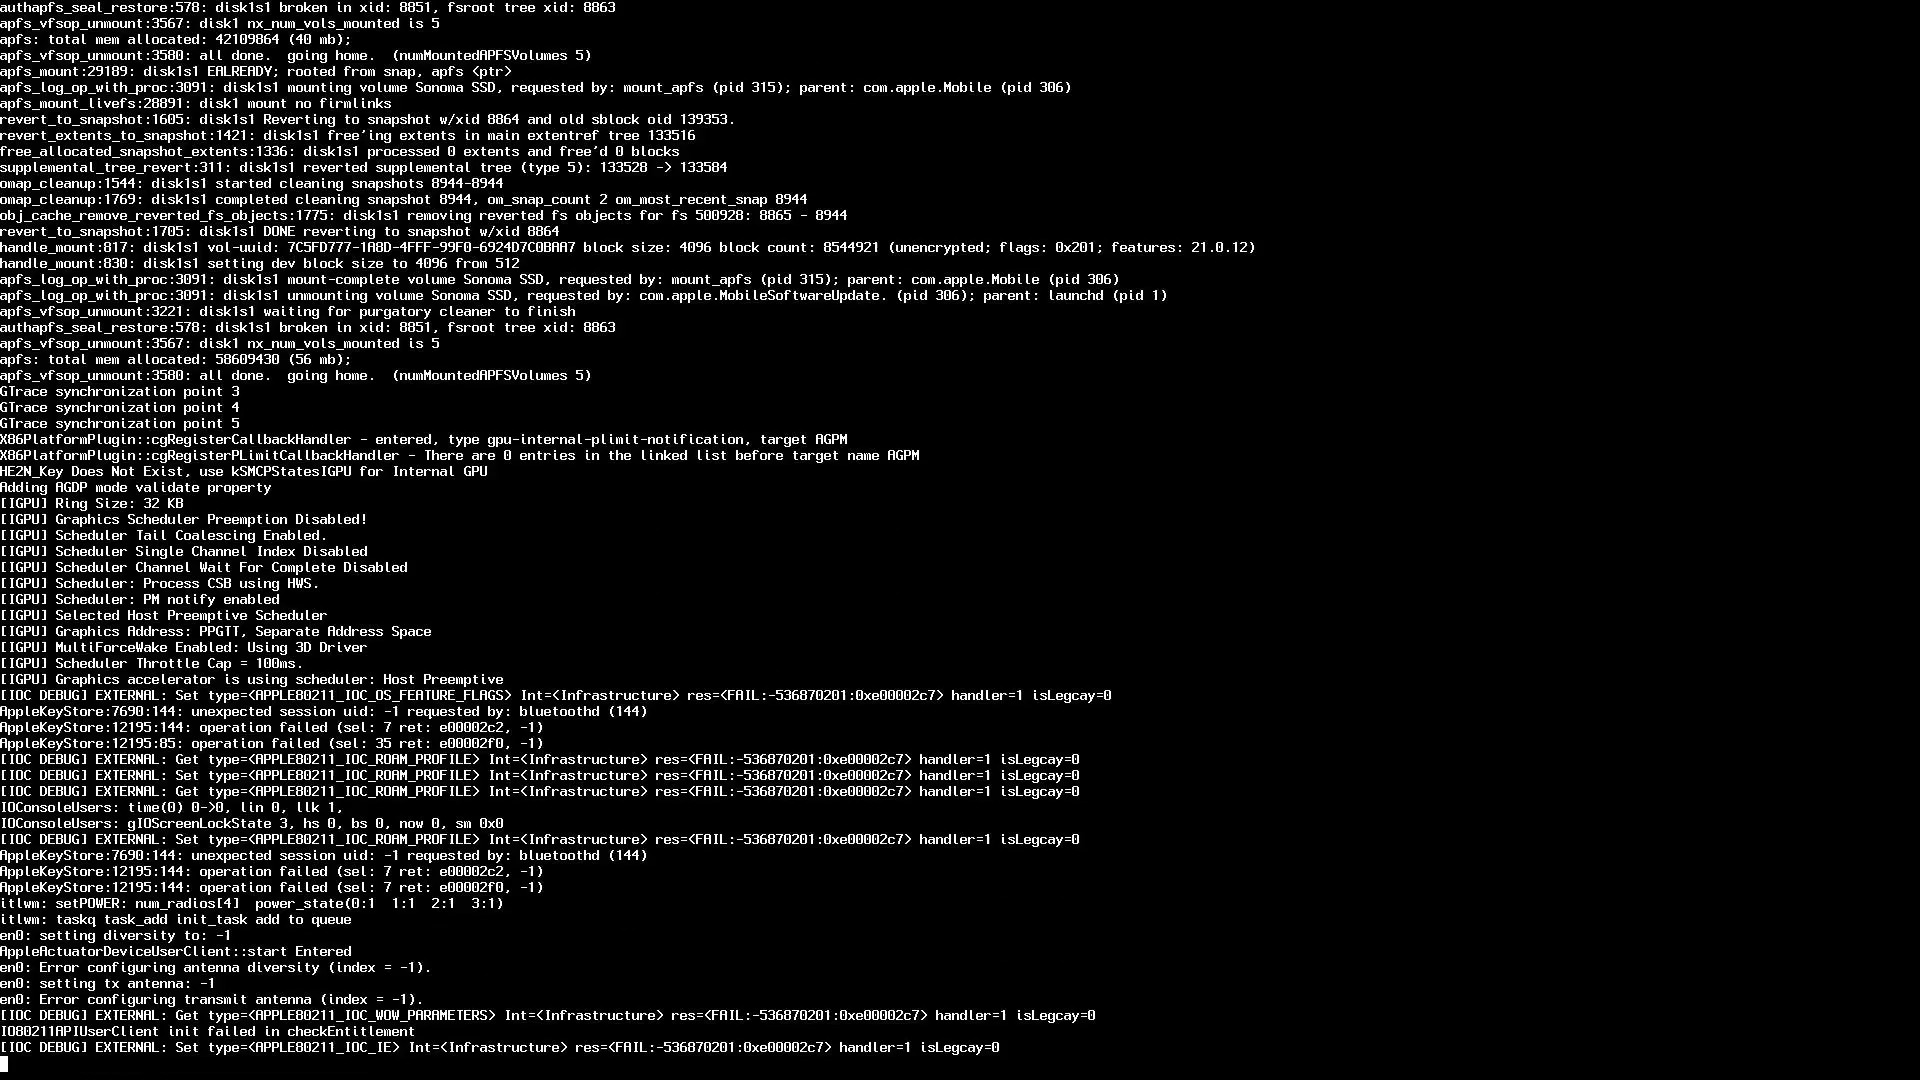 authapfs_seal_restore:578: disk1s1 broken in xid: 8851, fsroot tree xid: 8863
apfs_vfsop_unmount:3567: disk1 nx_num_vols_mounted is 5
apfs: total mem allocated: 42109864 (40 mb);
apfs_vfsop_unmount:3580: all done.  going home.  (numMountedAPFSVolumes 5)
apfs_mount:29189: disk1s1 EALREADY; rooted from snap, apfs <ptr>
apfs_log_op_with_proc:3091: disk1s1 mounting volume Sonoma SSD, requested by: mount_apfs (pid 315); parent: com.apple.Mobile (pid 306)
apfs_mount_livefs:28891: disk1 mount no firmlinks
revert_to_snapshot:1605: disk1s1 Reverting to snapshot w/xid 8864 and old sblock oid 139353.
revert_extents_to_snapshot:1421: disk1s1 free'ing extents in main extentref tree 133516
free_allocated_snapshot_extents:1336: disk1s1 processed 0 extents and free'd 0 blocks
supplemental_tree_revert:311: disk1s1 reverted supplemental tree (type 5): 133528 -> 133584
omap_cleanup:1544: disk1s1 started cleaning snapshots 8944-8944
omap_cleanup:1769: disk1s1 completed cleaning snapshot 8944, om_snap_count 2 om_most_recent_snap 8944
obj_cache_remove_reverted_fs_objects:1775: disk1s1 removing reverted fs objects for fs 500928: 8865 - 8944
revert_to_snapshot:1705: disk1s1 DONE reverting to snapshot w/xid 8864
handle_mount:817: disk1s1 vol-uuid: 7C5FD777-1A8D-4FFF-99F0-6924D7C0BAA7 block size: 4096 block count: 8544921 (unencrypted; flags: 0x201; features: 21.0.12)
handle_mount:830: disk1s1 setting dev block size to 4096 from 512
apfs_log_op_with_proc:3091: disk1s1 mount-complete volume Sonoma SSD, requested by: mount_apfs (pid 315); parent: com.apple.Mobile (pid 306)
apfs_log_op_with_proc:3091: disk1s1 unmounting volume Sonoma SSD, requested by: com.apple.MobileSoftwareUpdate. (pid 306); parent: launchd (pid 1)
apfs_vfsop_unmount:3221: disk1s1 waiting for purgatory cleaner to finish
authapfs_seal_restore:578: disk1s1 broken in xid: 8851, fsroot tree xid: 8863
apfs_vfsop_unmount:3567: disk1 nx_num_vols_mounted is 5
apfs: total mem allocated: 58609430 (56 mb);
apfs_vfsop_unmount:3580: all done.  going home.  (numMountedAPFSVolumes 5)
GTrace synchronization point 3
GTrace synchronization point 4
GTrace synchronization point 5
X86PlatformPlugin::cgRegisterCallbackHandler - entered, type gpu-internal-plimit-notification, target AGPM
X86PlatformPlugin::cgRegisterPLimitCallbackHandler - There are 0 entries in the linked list before target name AGPM
HE2N_Key Does Not Exist, use kSMCPStatesIGPU for Internal GPU
Adding AGDP mode validate property
[IGPU] Ring Size: 32 KB
[IGPU] Graphics Scheduler Preemption Disabled!
[IGPU] Scheduler Tail Coalescing Enabled.
[IGPU] Scheduler Single Channel Index Disabled
[IGPU] Scheduler Channel Wait For Complete Disabled
[IGPU] Scheduler: Process CSB using HWS.
[IGPU] Scheduler: PM notify enabled
[IGPU] Selected Host Preemptive Scheduler
[IGPU] Graphics Address: PPGTT, Separate Address Space
[IGPU] MultiForceWake Enabled: Using 3D Driver
[IGPU] Scheduler Throttle Cap = 100ms.
[IGPU] Graphics accelerator is using scheduler: Host Preemptive
[IOC DEBUG] EXTERNAL: Set type=<APPLE80211_IOC_OS_FEATURE_FLAGS> Int=<Infrastructure> res=<FAIL:-536870201:0xe00002c7> handler=1 isLegcay=0
AppleKeyStore:7690:144: unexpected session uid: -1 requested by: bluetoothd (144)
AppleKeyStore:12195:144: operation failed (sel: 7 ret: e00002c2, -1)
AppleKeyStore:12195:85: operation failed (sel: 35 ret: e00002f0, -1)
[IOC DEBUG] EXTERNAL: Get type=<APPLE80211_IOC_ROAM_PROFILE> Int=<Infrastructure> res=<FAIL:-536870201:0xe00002c7> handler=1 isLegcay=0
[IOC DEBUG] EXTERNAL: Set type=<APPLE80211_IOC_ROAM_PROFILE> Int=<Infrastructure> res=<FAIL:-536870201:0xe00002c7> handler=1 isLegcay=0
[IOC DEBUG] EXTERNAL: Get type=<APPLE80211_IOC_ROAM_PROFILE> Int=<Infrastructure> res=<FAIL:-536870201:0xe00002c7> handler=1 isLegcay=0
IOConsoleUsers: time(0) 0->0, lin 0, llk 1,
IOConsoleUsers: gIOScreenLockState 3, hs 0, bs 0, now 0, sm 0x0
[IOC DEBUG] EXTERNAL: Set type=<APPLE80211_IOC_ROAM_PROFILE> Int=<Infrastructure> res=<FAIL:-536870201:0xe00002c7> handler=1 isLegcay=0
AppleKeyStore:7690:144: unexpected session uid: -1 requested by: bluetoothd (144)
AppleKeyStore:12195:144: operation failed (sel: 7 ret: e00002c2, -1)
AppleKeyStore:12195:144: operation failed (sel: 7 ret: e00002f0, -1)
itlwm: setPOWER: num_radios[4]  power_state(0:1  1:1  2:1  3:1)
itlwm: taskq task_add init_task add to queue
en0: setting diversity to: -1
AppleActuatorDeviceUserClient::start Entered
en0: Error configuring antenna diversity (index = -1).
en0: setting tx antenna: -1
en0: Error configuring transmit antenna (index = -1).
[IOC DEBUG] EXTERNAL: Get type=<APPLE80211_IOC_WOW_PARAMETERS> Int=<Infrastructure> res=<FAIL:-536870201:0xe00002c7> handler=1 isLegcay=0
IO80211APIUserClient init failed in checkEntitlement
[IOC DEBUG] EXTERNAL: Set type=<APPLE80211_IOC_IE> Int=<Infrastructure> res=<FAIL:-536870201:0xe00002c7> handler=1 isLegcay=0